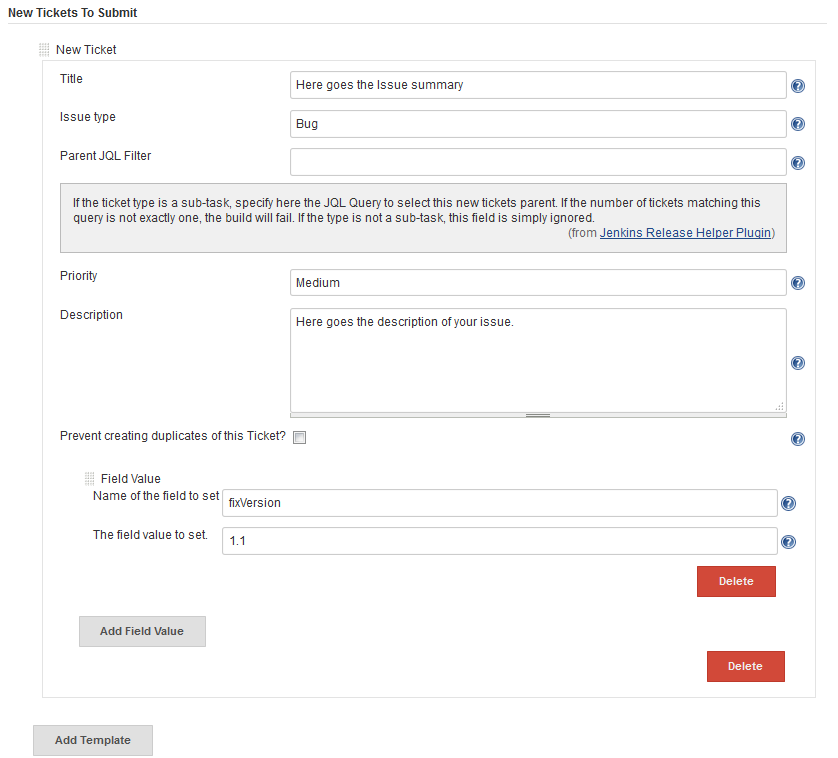 New Tickets To Submit
New Ticket
Title
Here goes the Issue summary
Issue type
Bug
Parent JQL Filter
If the ticket type is a sub-task, specify here the JQL Query to select this new tickets parent. If the number of tickets matching this
query is not exactly one, the build will fail. If the type is not a sub-task, this field is simply ignored.
(from Jenkins Release Helper Plugin)
Priority
Medium
Description
Here goes the description of your issue.
Prevent creating duplicates of this Ticket?
Field Value
Name of the field to set
fixVersion
The field value to set.
1.1
Delete
Add Field Value
Delete
Add Template